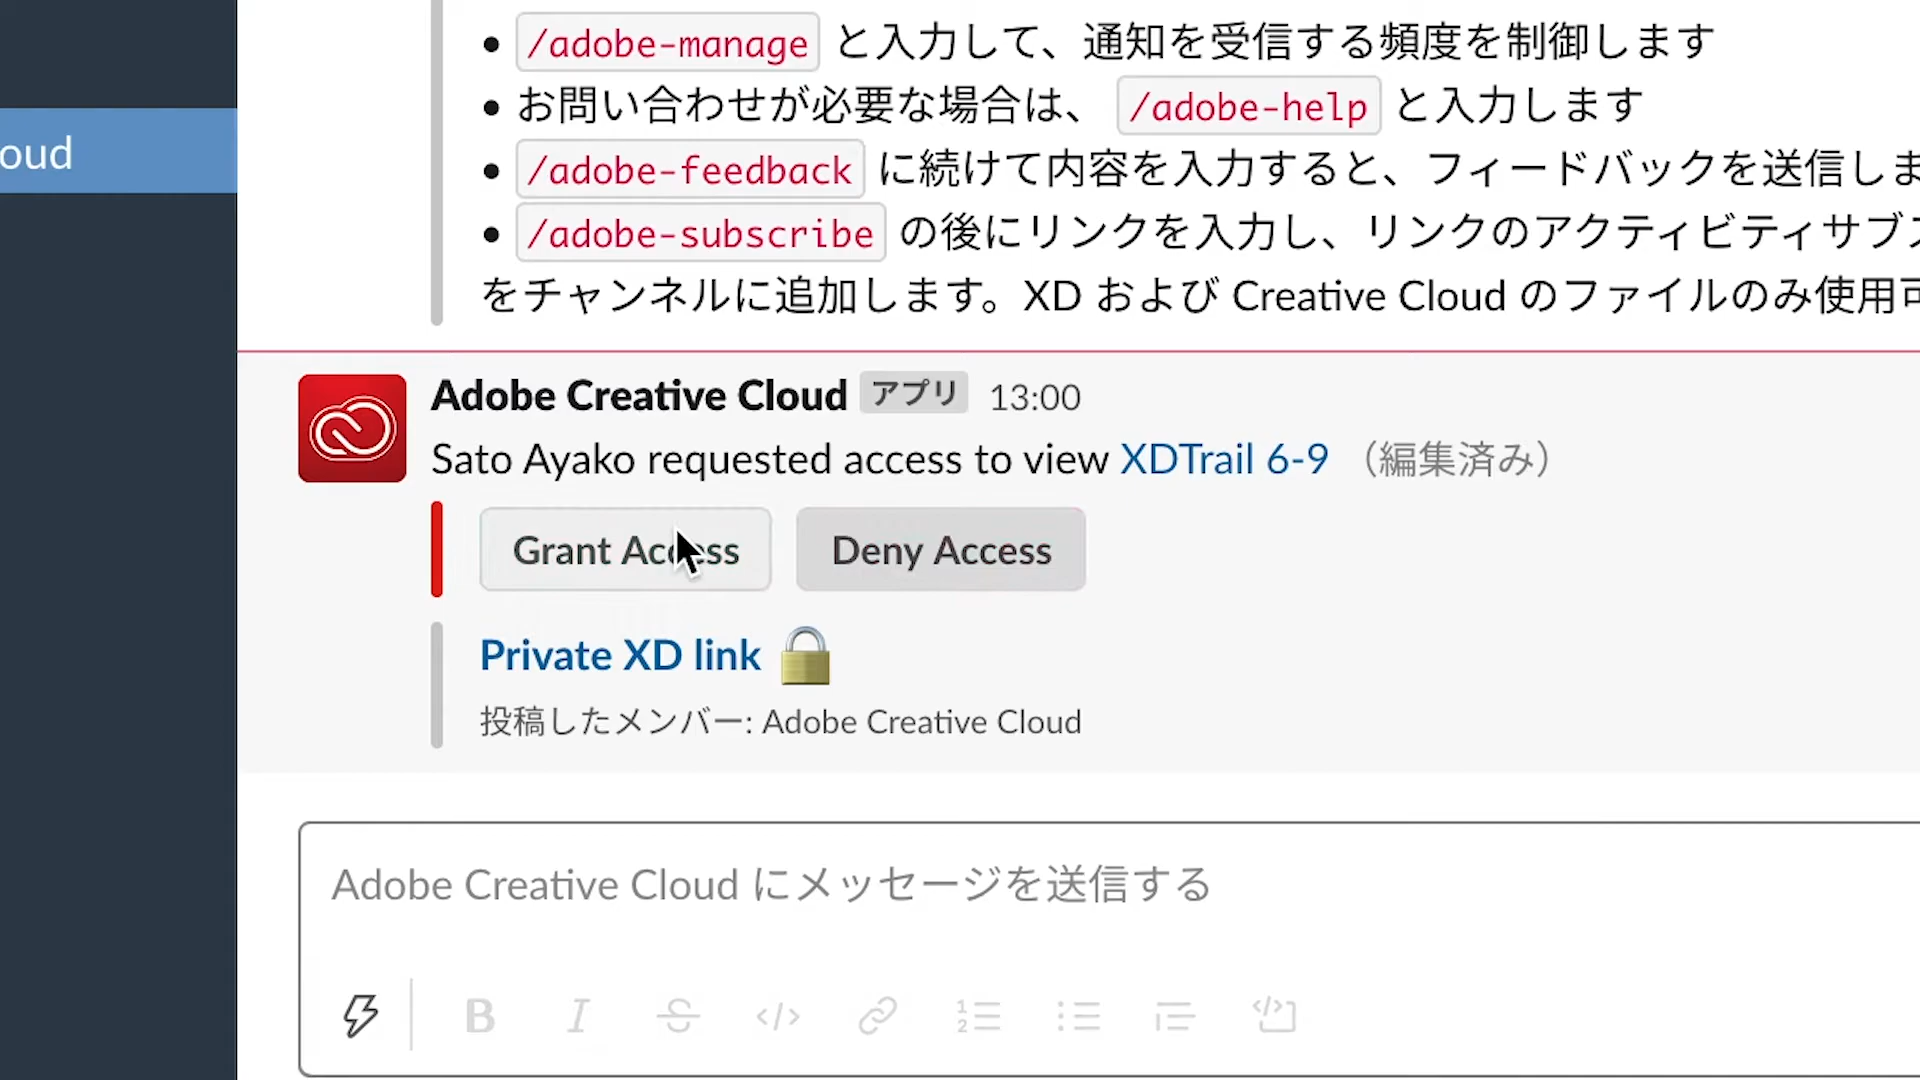 • /adobe-manage と入力して、通知を受信する頻度を制御します
• お問い合わせが必要な場合は、 /adobe-help と入力します
• /adobe-feedback に続けて内容を入力すると、フィードバックを送信しま
oud
• /adobe-subscribe の後にリンクを入力し、リンクのアクティビティサブス
をチャンネルに追加します。XD および Creative Cloud のファイルのみ使用可
Adobe Creative Cloud アプリ 13:00
Sato Ayako requested access to view XDTrail 6-9 （編集済み）
Grant Access Deny Access
Private XD link
投稿したメンバー: Adobe Creative Cloud
Adobe Creative Cloud にメッセージを送信する